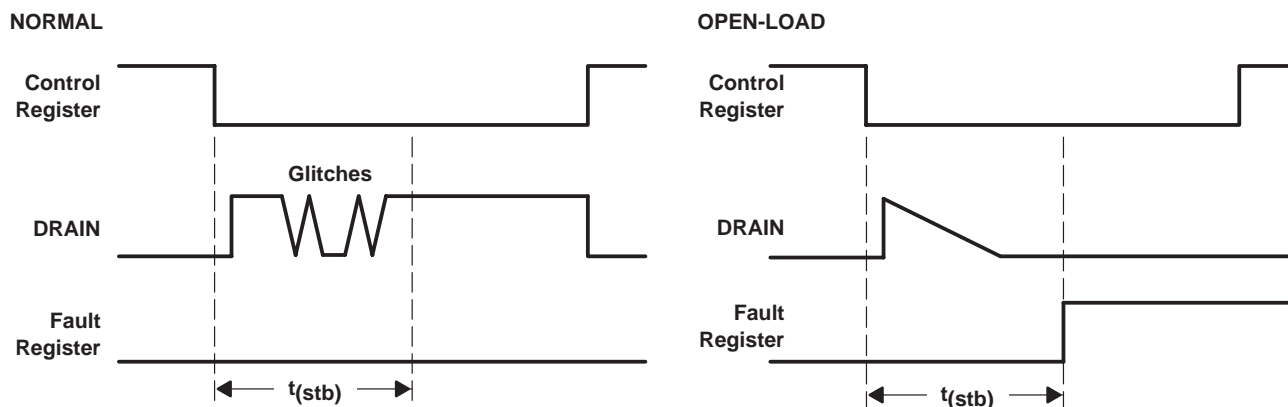 NORMAL
Control
Register
Glitches
DRAIN
Fault
Register
t(stb)
OPEN-LOAD
Control
Register
DRAIN
Fault
Register
t(stb)